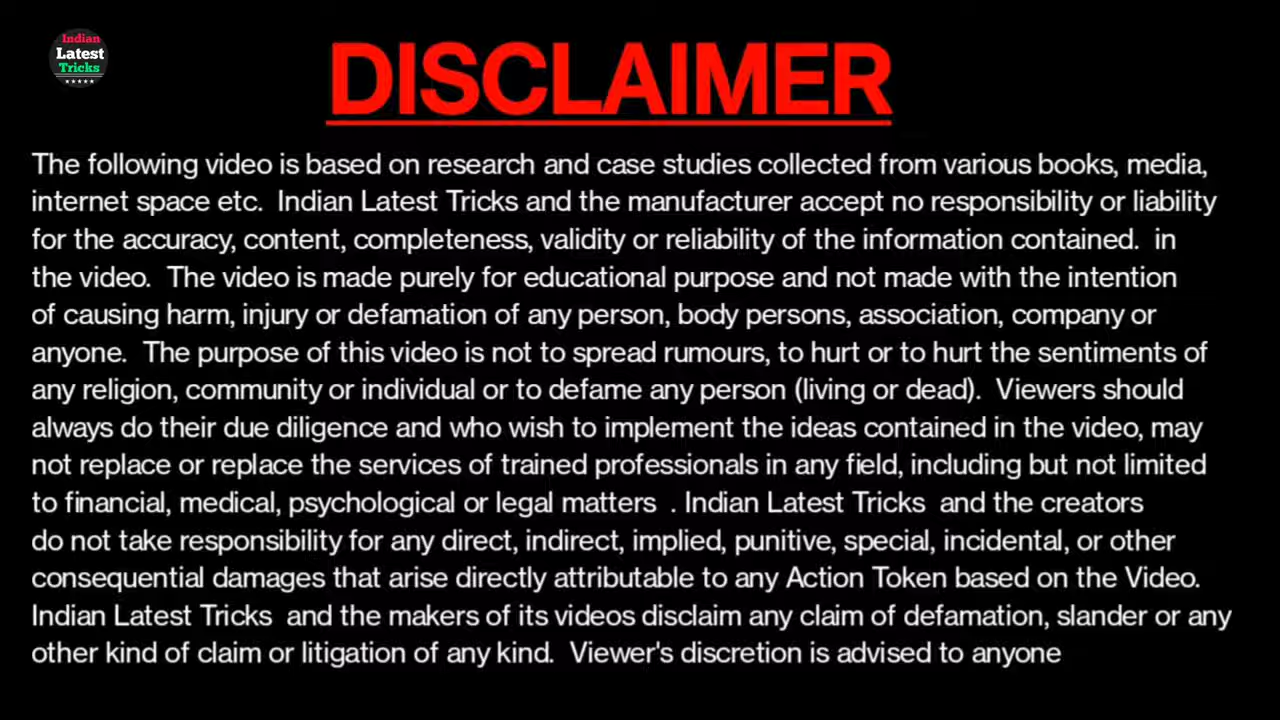 Indian
Latest
Tricks
DISCLAIMER
The following video is based on research and case studies collected from various books, media,
internet space etc. Indian Latest Tricks and the manufacturer accept no responsibility or liability
for the accuracy, content, completeness, validity or reliability of the information contained. in
the video. The video is made purely for educational purpose and not made with the intention
of causing harm, injury or defamation of any person, body persons, association, company or
anyone. The purpose of this video is not to spread rumours, to hurt or to hurt the sentiments of
any religion, community or individual or to defame any person (living or dead). Viewers should
always do their due diligence and who wish to implement the ideas contained in the video, may
not replace or replace the services of trained professionals in any field, including but not limited
to financial, medical, psychological or legal matters . Indian Latest Tricks and the creators
do not take responsibility for any direct, indirect, implied, punitive, special, incidental, or other
consequential damages that arise directly attributable to any Action Token based on the Video.
Indian Latest Tricks and the makers of its videos disclaim any claim of defamation, slander or any
other kind of claim or litigation of any kind. Viewer's discretion is advised to anyone